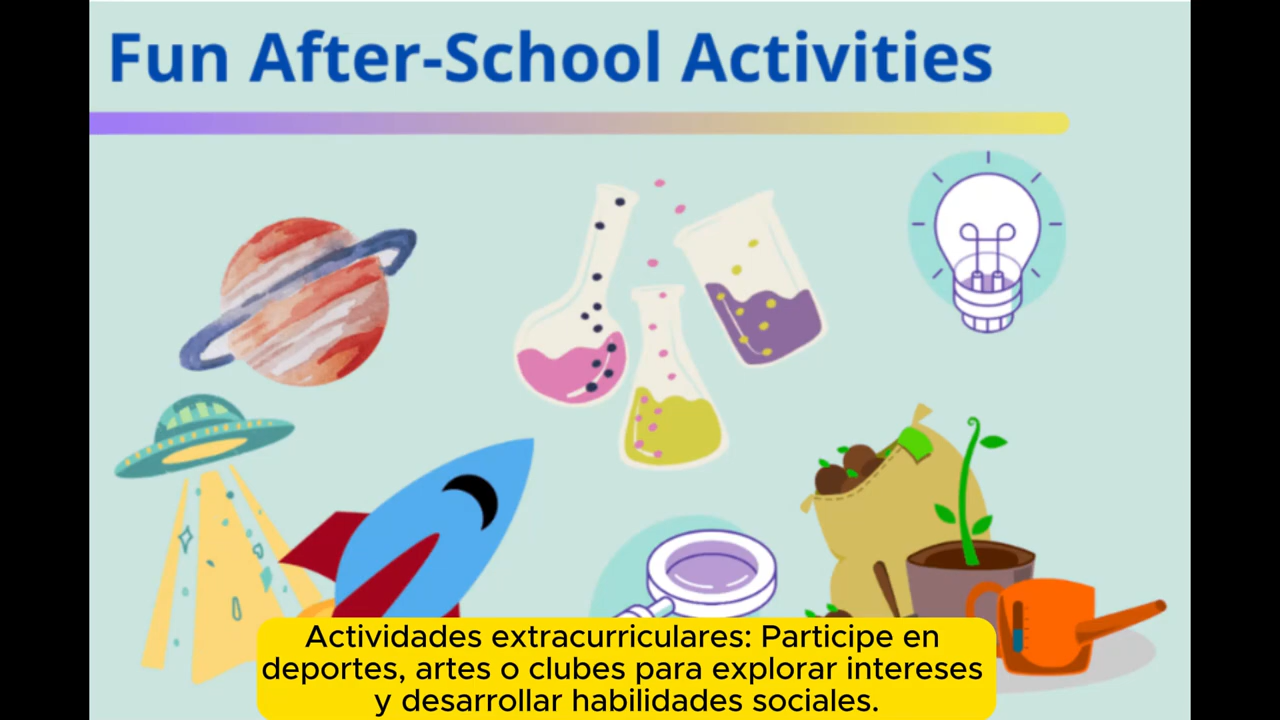 Fun After-School Activities
Actividades extracurriculares: Participe en
deportes, artes o clubes para explorar intereses
y desarrollar habilidades sociales.